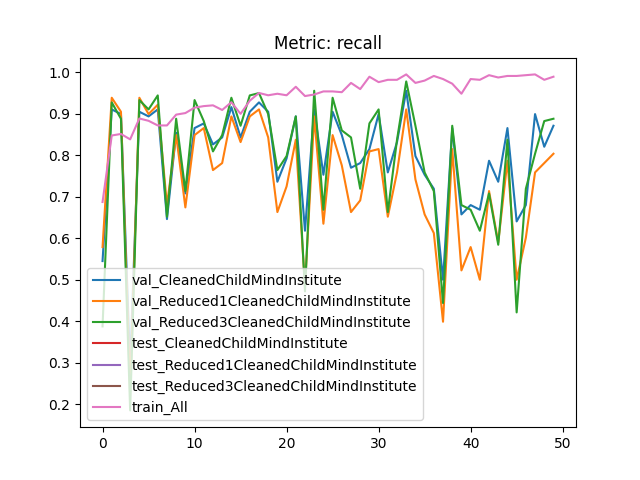 Metric: recall
1.0
0.9
0.8
0.7
0.6
0.5
0.4
0.3
0.2
val_CleanedChildMindInstitute
val_Reduced1CleanedChildMindInstitute
val_Reduced3CleanedChildMindInstitute
test_CleanedChildMindInstitute
test_Reduced1CleanedChildMindInstitute
test_Reduced3CleanedChildMindInstitute
train_All
0 10 20 30 40 50